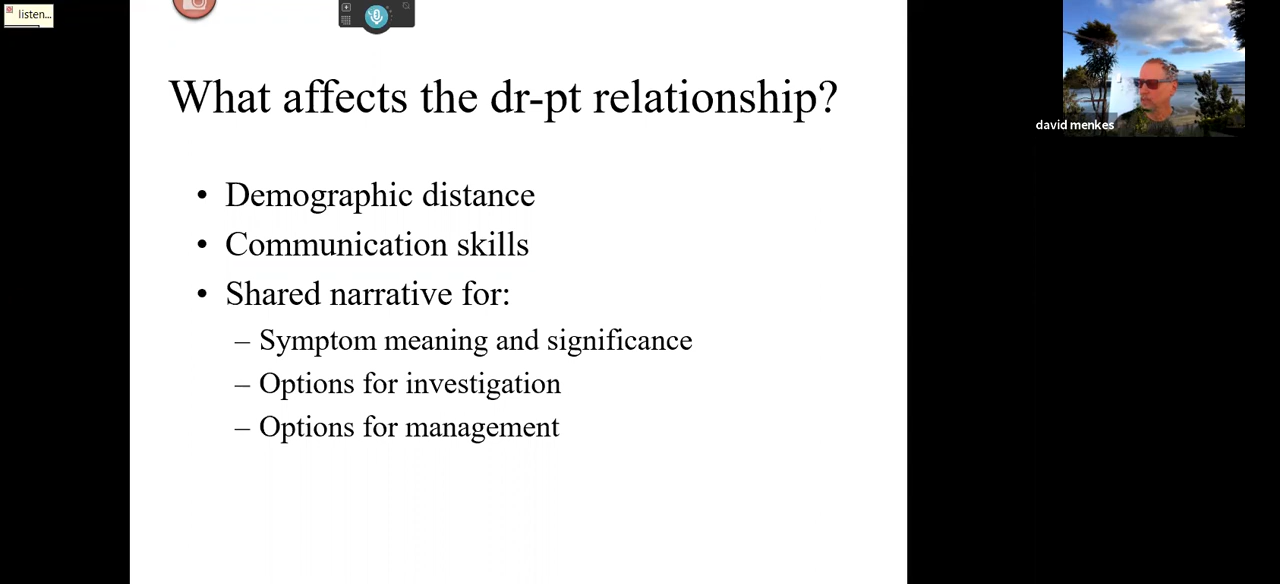 listen...
What affects the dr-pt relationship?
• Demographic distance
• Communication skills
• Shared narrative for:
– Symptom meaning and significance
– Options for investigation
– Options for management
david menkes